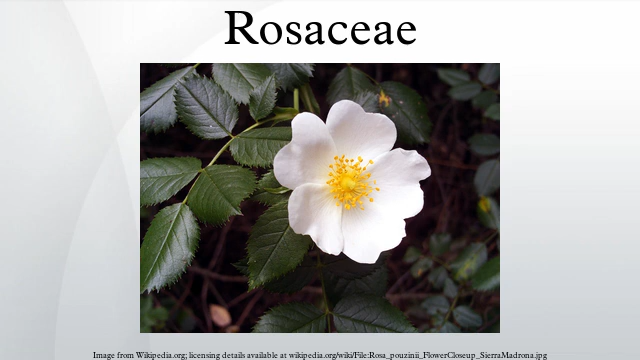 Rosaceae
Image from Wikipedia.org; licensing details available at wikipedia.org/wiki/File:Rosa_pouzinii_FlowerCloseup_SierraMadrona.jpg